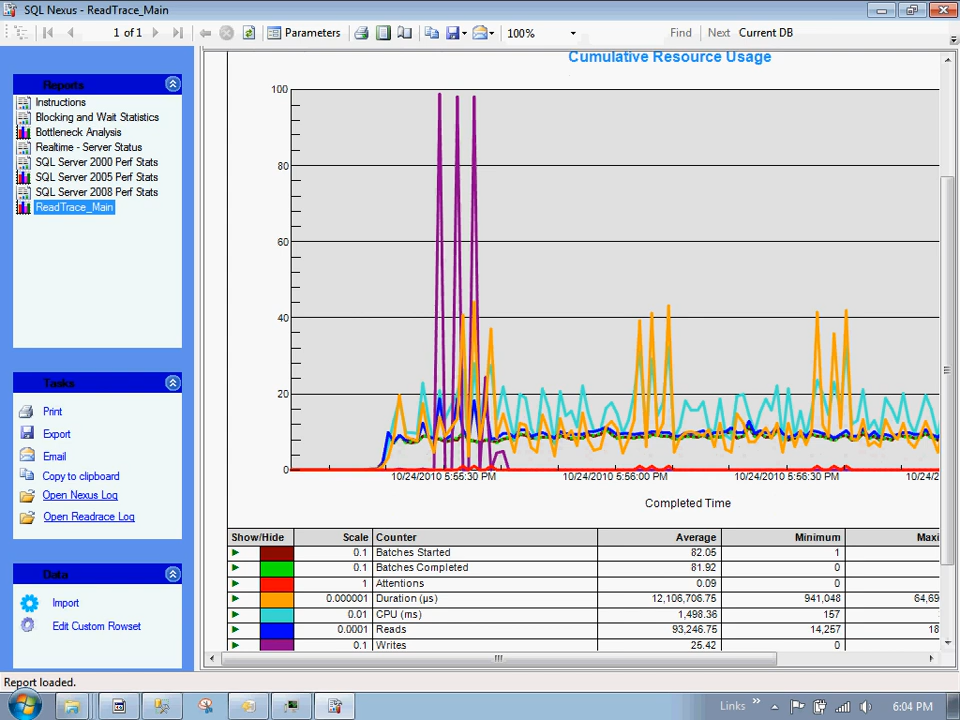 SQL Nexus - ReadTrace_Main
1 of 1
Parameters
100%
Find
Next
Current DB
Reports
Instructions
Blocking and Wait Statistics
Bottleneck Analysis
Realtime - Server Status
SQL Server 2000 Perf Stats
SQL Server 2005 Perf Stats
SQL Server 2008 Perf Stats
ReadTrace_Main
Tasks
Print
Export
Email
Copy to clipboard
Open Nexus Log
Open Readrace Log
Data
Import
Edit Custom Rowset
Cumulative Resource Usage
100
80
60
40
20
0
10/24/2010 5:55:30 PM
10/24/2010 5:56:00 PM
10/24/2010 5:56:30 PM
10/24/2
Completed Time
Show/Hide Scale Counter Average Minimum Maxi
0.1 Batches Started 82.05 1
0.1 Batches Completed 81.92 0
1 Attentions 0.09 0
0.000001 Duration (µs) 12,106,706.75 941,048 64,69
0.01 CPU (ms) 1,498.36 157
0.0001 Reads 93,246.75 14,257 18
0.1 Writes 25.42 0
Report loaded.
Links
6:04 PM